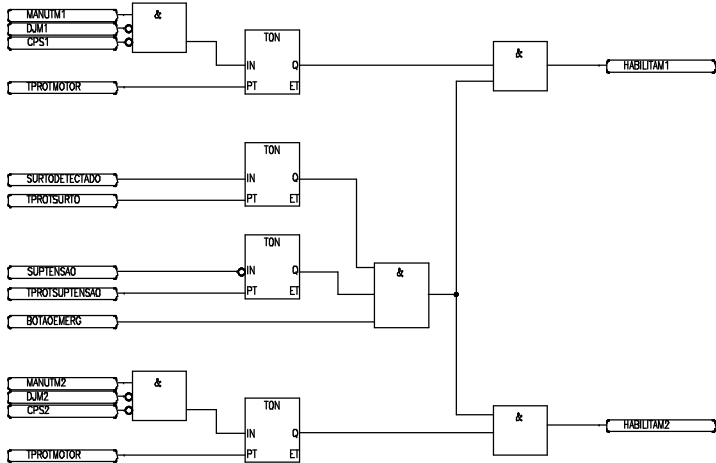 MANUTM1
DJM1
CPS1
&
TON
IN
Q
PT
ET
TPROTMOTOR
&
HABILITAM1
TON
SURTODETECTADO
IN
Q
TPROTSURTO
PT
ET
TON
SUPTENSAO
IN
Q
TPROTSUPTENSAO
PT
ET
&
BOTAOEMERG
MANUTM2
DJM2
CPS2
&
TON
IN
Q
TPROTMOTOR
PT
ET
&
HABILITAM2